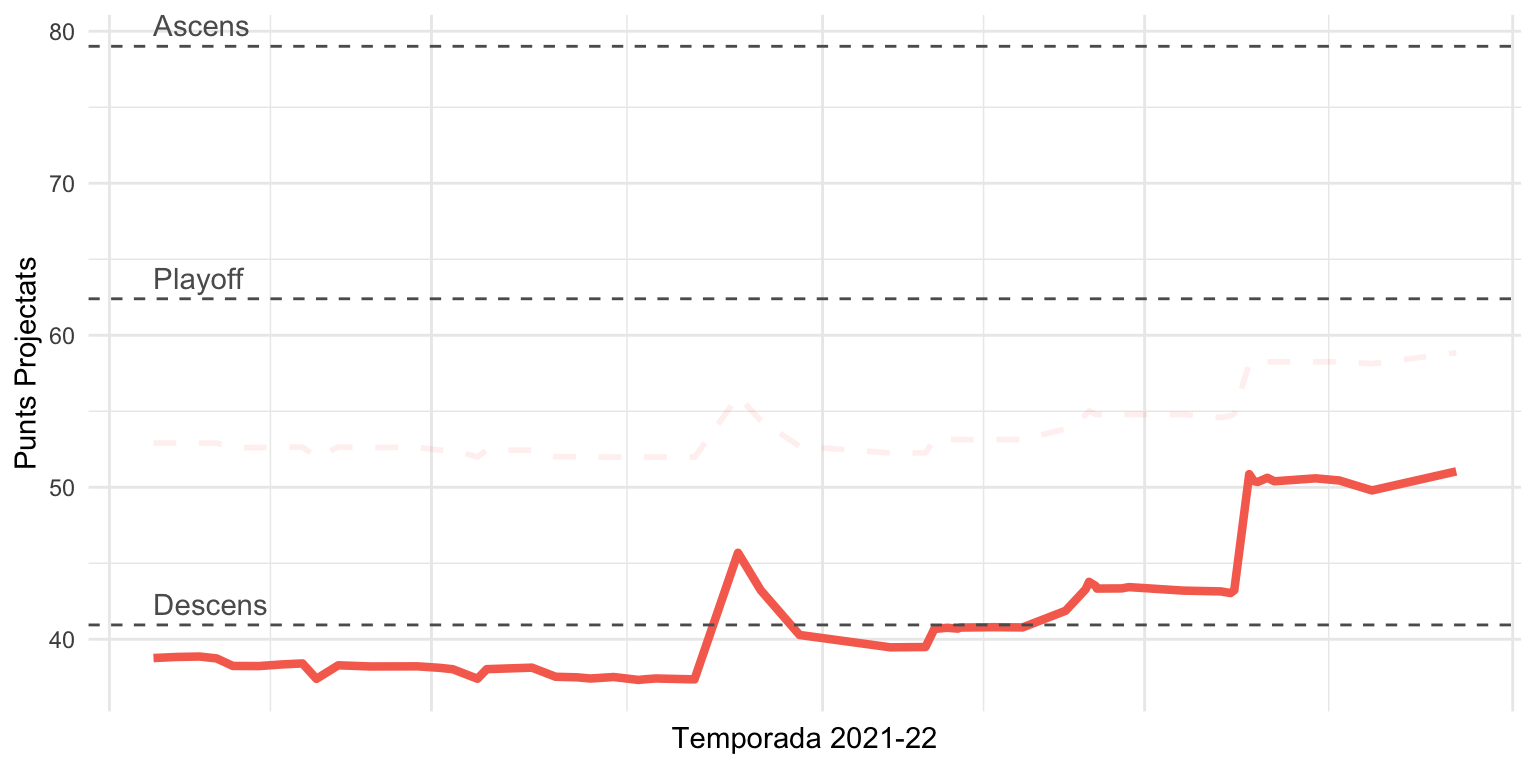 80
Ascens
70
Playoff
60
Punts Projectats
50
Descens
40
Temporada 2021-22